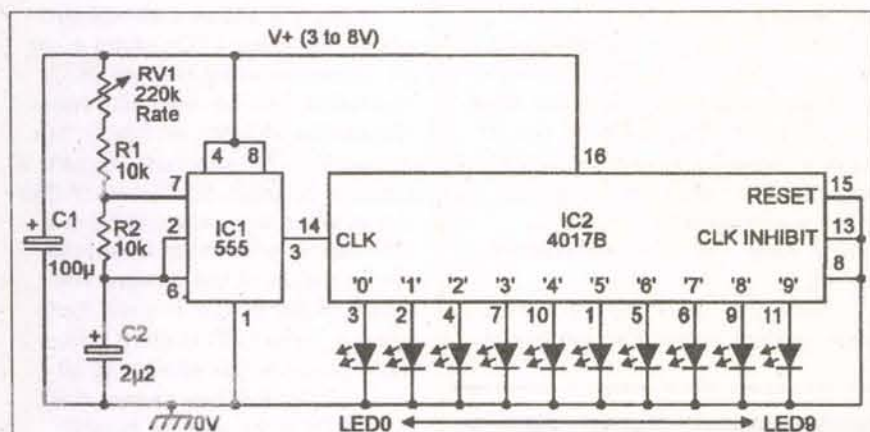 V+ (3 to 8V)
RV1
220k
Rate
R1
10k
R2
10k
C1
100µ
C2
2µ2
4 8
7
2
6
IC1
555
3
1
14
CLK
16
IC2
4017B
RESET
15
CLK INHIBIT
13
8
'0' '1' '2' '3' '4' '5' '6' '7' '8' '9'
3 2 4 7 10 1 5 6 9 11
0V
LED0 LED9